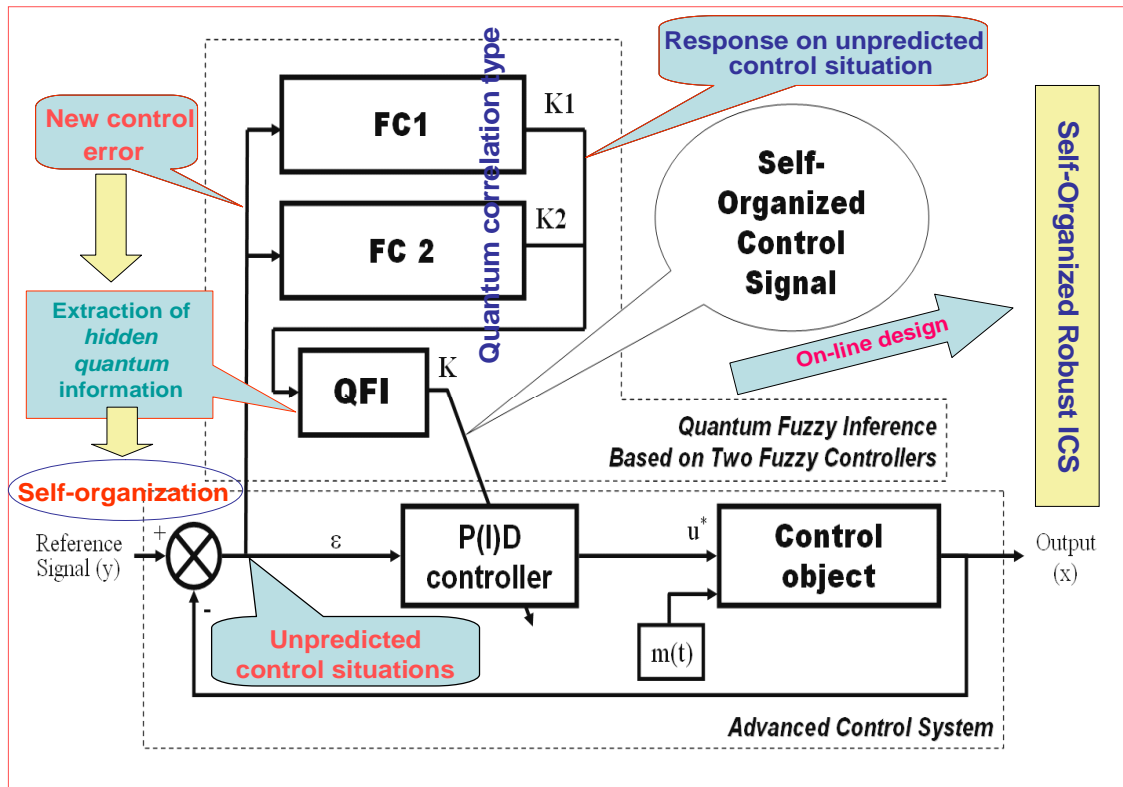 Response on unpredicted
control situation
New control
error
FC1
K1
Quantum correlation type
FC 2
K2
Self-
Organized
Control
Signal
Self-Organized Robust ICS
Extraction of
hidden
quantum
information
QFI
K
On-line design
Quantum Fuzzy Inference
Based on Two Fuzzy Controllers
Self-organization
Reference
Signal (y)
+
-
ε
P(I)D
controller
u*
Control
object
Output
(x)
m(t)
Unpredicted
control situations
Advanced Control System